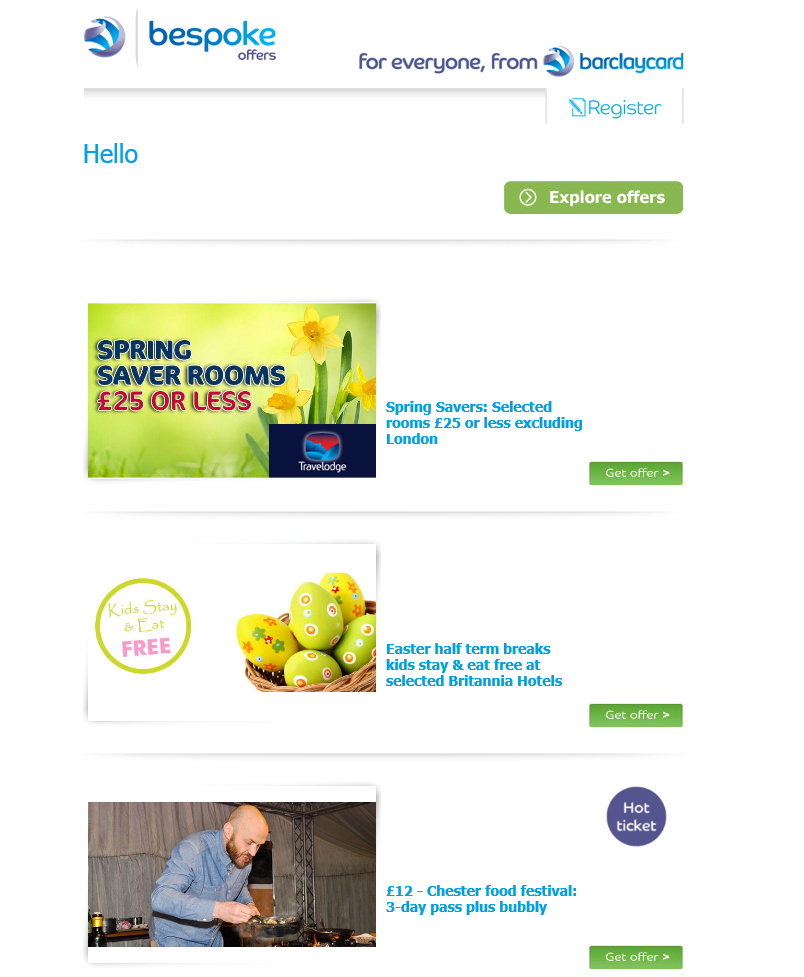 bespoke
offers
for everyone, from barclaycard
Register
Hello
Explore offers
SPRING
SAVER ROOMS
£25 OR LESS
Travelodge
Spring Savers: Selected
rooms £25 or less excluding
London
Get offer >
Kids Stay
& Eat
FREE
Easter half term breaks
kids stay & eat free at
selected Britannia Hotels
Get offer >
Hot
ticket
£12 - Chester food festival:
3-day pass plus bubbly
Get offer >